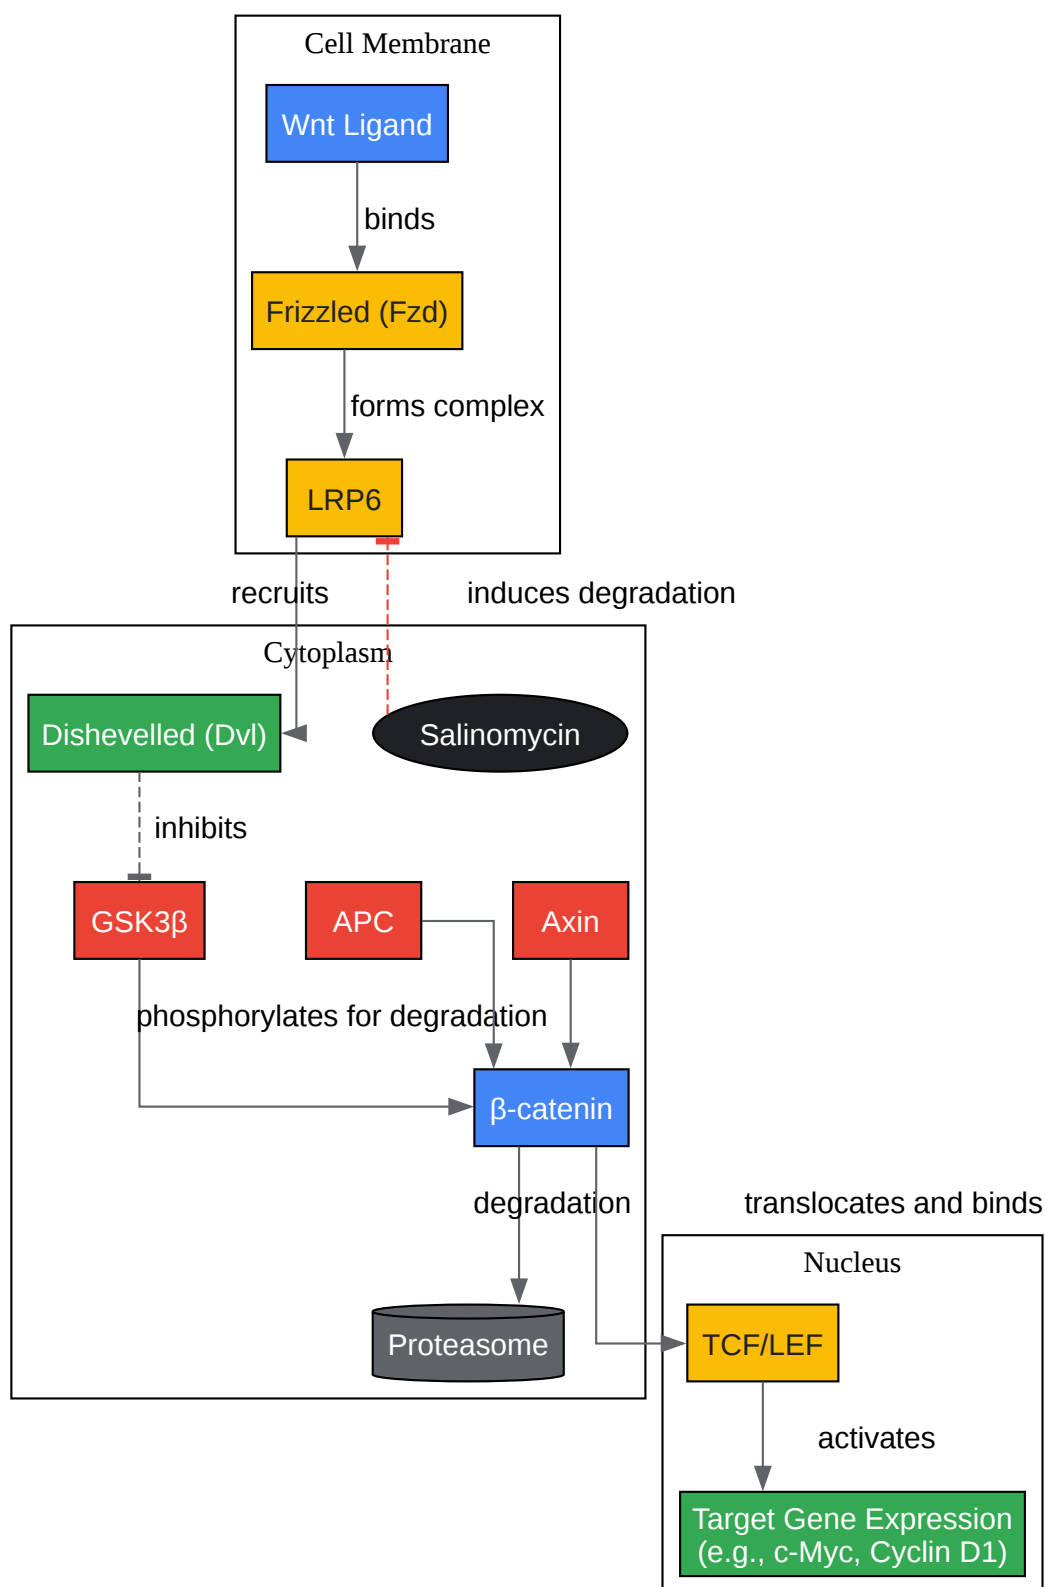 Cell Membrane
Wnt Ligand
binds
Frizzled (Fzd)
forms complex
LRP6
recruits
induces degradation
Cytoplasm
Dishevelled (Dvl)
Salinomycin
inhibits
GSK3β
APC
Axin
phosphorylates for degradation
β-catenin
degradation
translocates and binds
Nucleus
Proteasome
TCF/LEF
activates
Target Gene Expression
(e.g., c-Myc, Cyclin D1)